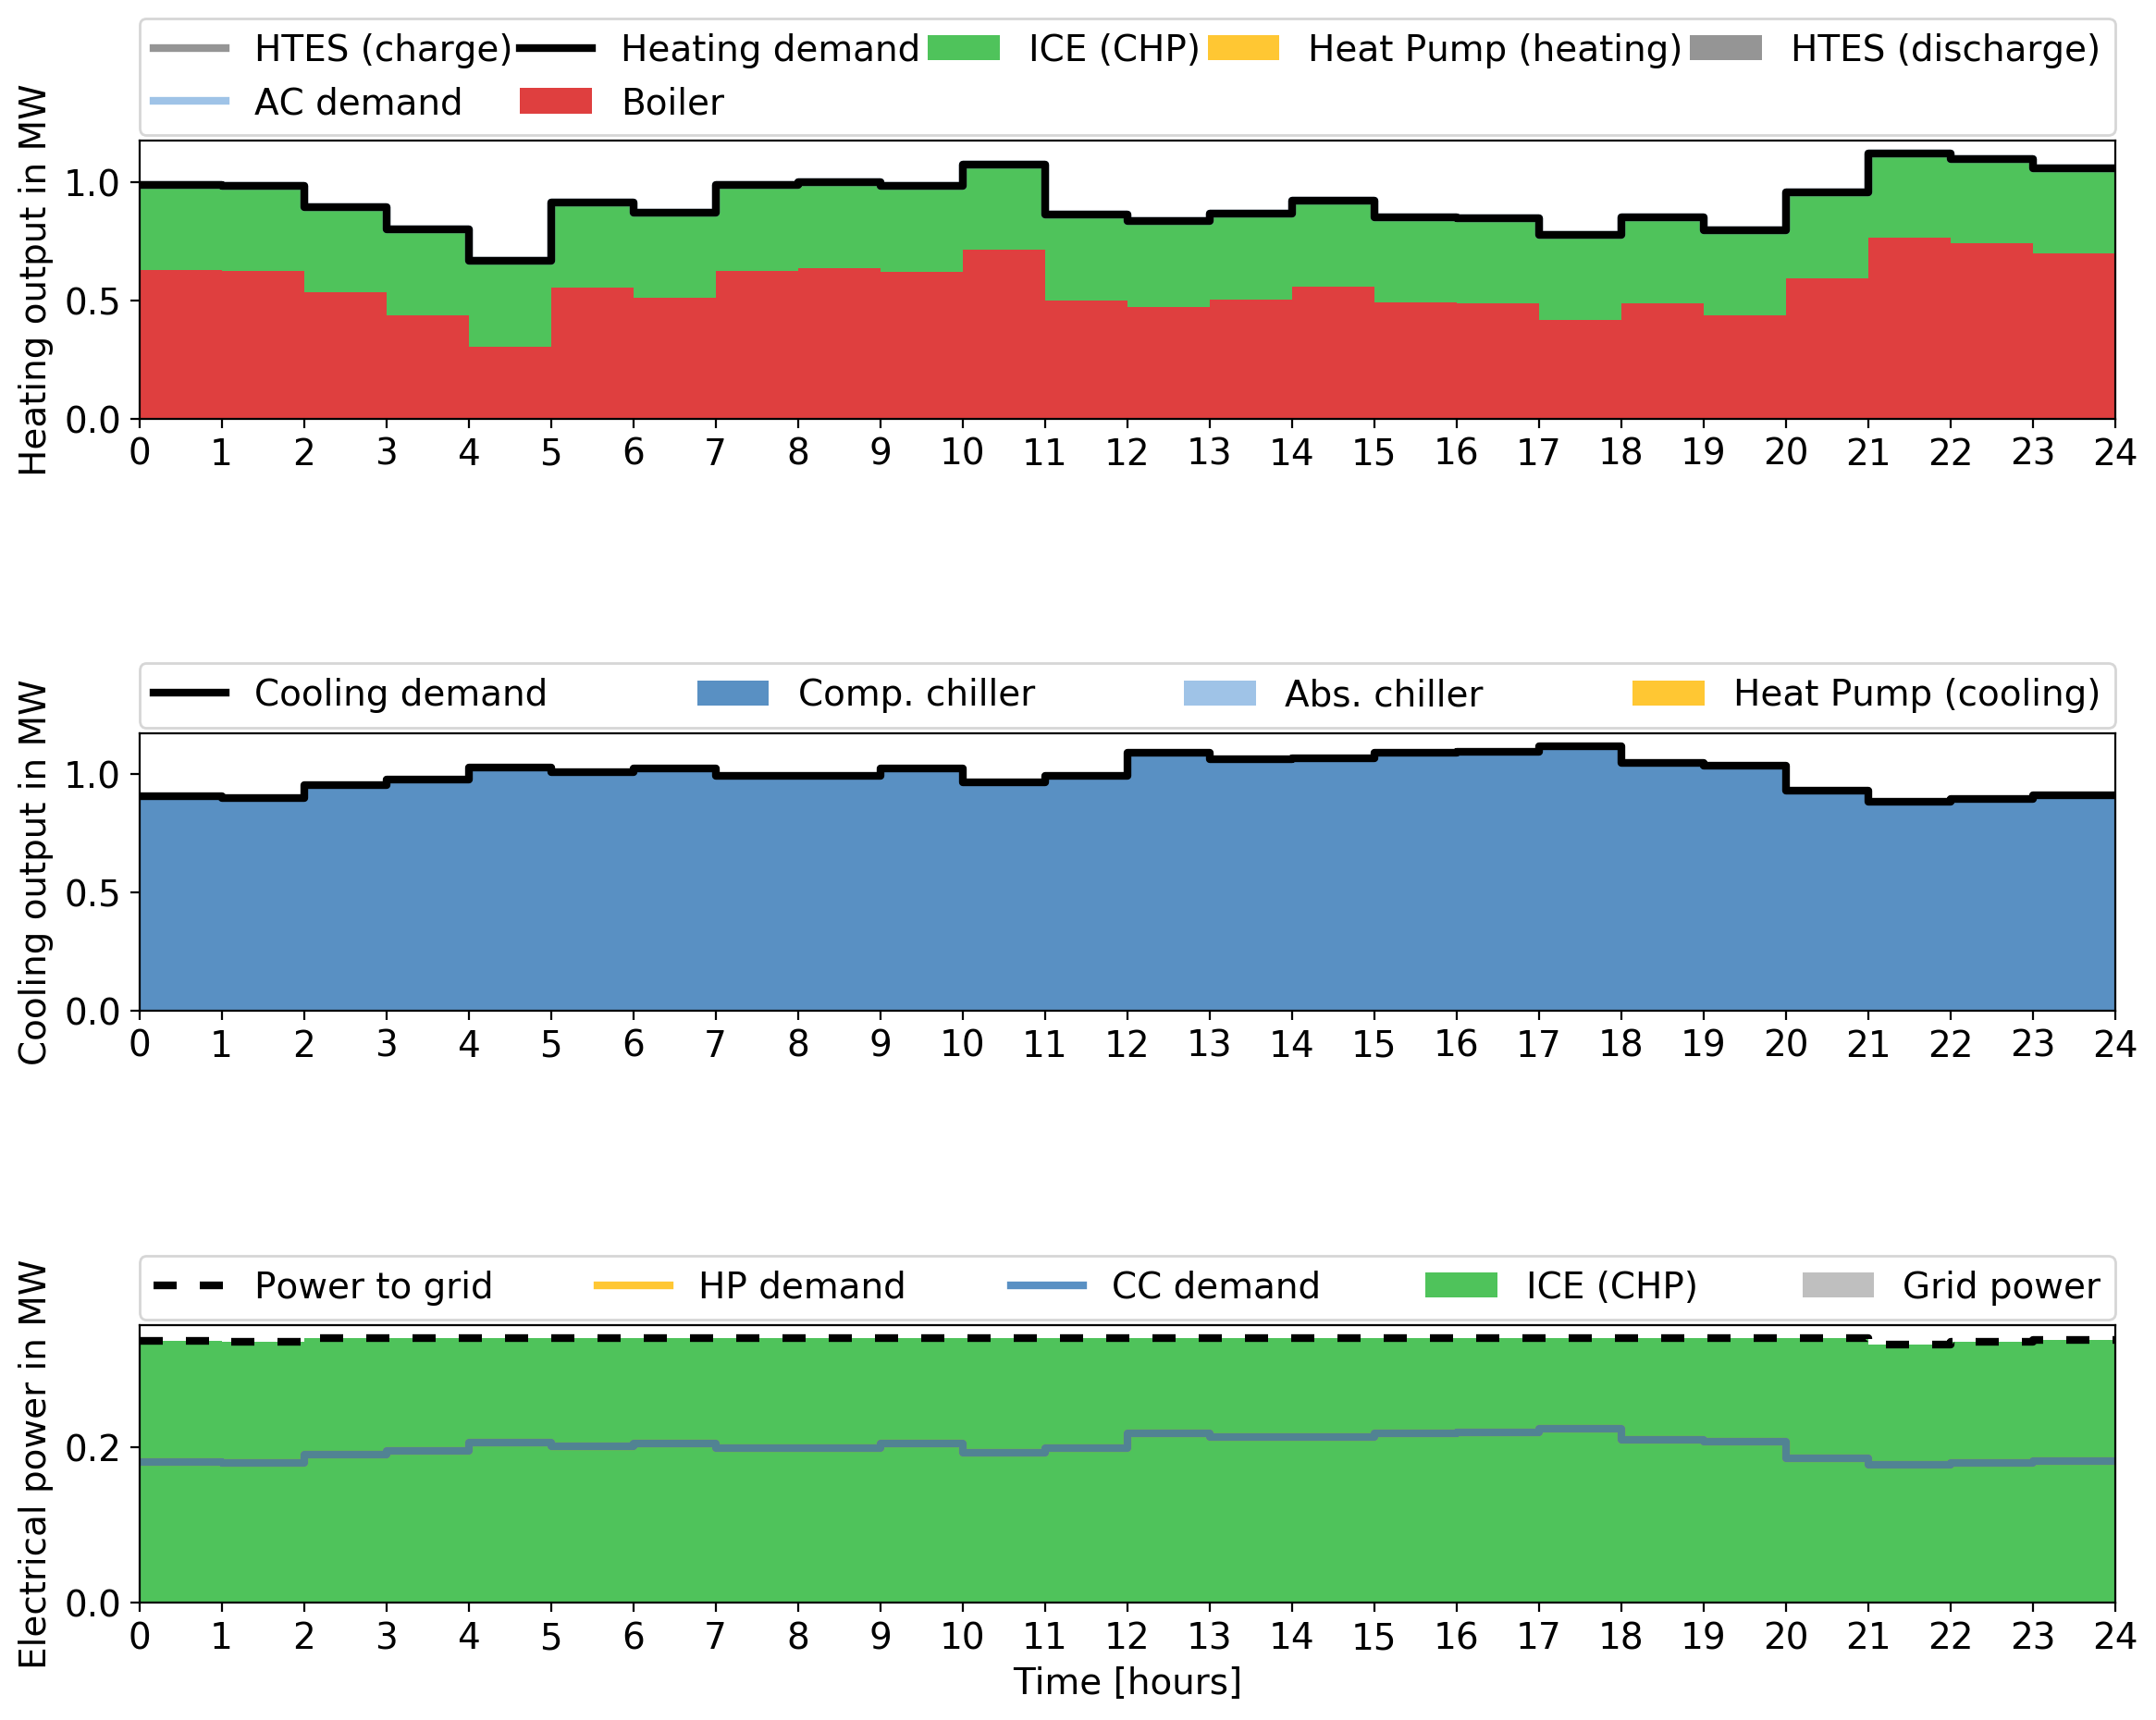 HTES (charge) Heating demand ICE (CHP) Heat Pump (heating) HTES (discharge)
AC demand Boiler
Heating output in MW
1.0
0.5
0.0
0 1 2 3 4 5 6 7 8 9 10 11 12 13 14 15 16 17 18 19 20 21 22 23 24
Cooling demand Comp. chiller Abs. chiller Heat Pump (cooling)
Cooling output in MW
1.0
0.5
0.0
0 1 2 3 4 5 6 7 8 9 10 11 12 13 14 15 16 17 18 19 20 21 22 23 24
Power to grid HP demand CC demand ICE (CHP) Grid power
Electrical power in MW
0.2
0.0
0 1 2 3 4 5 6 7 8 9 10 11 12 13 14 15 16 17 18 19 20 21 22 23 24
Time [hours]